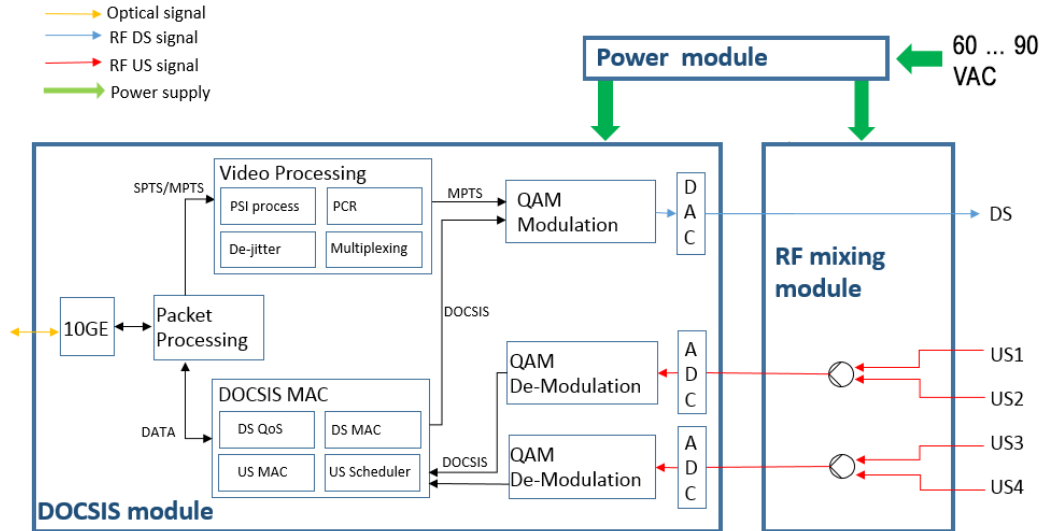 Optical signal
RF DS signal
RF US signal
Power supply
Power module
60 ... 90
VAC
Video Processing
PSI process
PCR
De-jitter
Multiplexing
SPTS/MPTS
MPTS
QAM
Modulation
D
A
C
DS
RF mixing
module
10GE
Packet
Processing
DOCSIS
QAM
De-Modulation
A
D
C
US1
US2
DOCSIS MAC
DS QoS
DS MAC
US MAC
US Scheduler
DATA
DOCSIS
QAM
De-Modulation
A
D
C
US3
US4
DOCSIS module